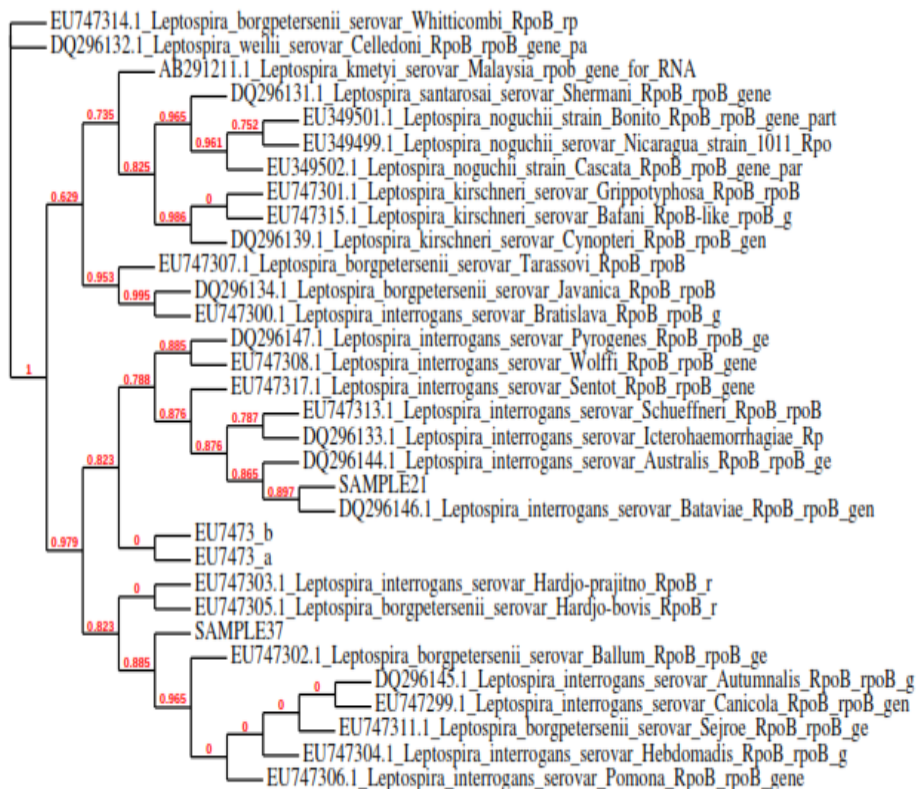 EU747314.1_Leptospira_borgpetersenii_serovar_Whitticombi_RpoB_rp
DQ296132.1_Leptospira_weilii_serovar_Celledoni_RpoB_rpoB_gene_pa
AB291211.1_Leptospira_kmetyi_serovar_Malaysia_rpob_gene_for_RNA
0.735
0.965
DQ296131.1_Leptospira_santarosai_serovar_Shermani_RpoB_rpoB_gene
0.752
EU349501.1_Leptospira_noguchii_strain_Bonito_RpoB_rpoB_gene_part
0.961
EU349499.1_Leptospira_noguchii_serovar_Nicaragua_strain_1011_Rpo
0.825
EU349502.1_Leptospira_noguchii_strain_Cascata_RpoB_rpoB_gene_par
0.629
0
EU747301.1_Leptospira_kirschneri_serovar_Grippotyphosa_RpoB_rpoB
0.986
EU747315.1_Leptospira_kirschneri_serovar_Bafani_RpoB-like_rpoB_g
DQ296139.1_Leptospira_kirschneri_serovar_Cynopteri_RpoB_rpoB_gen
0.953
EU747307.1_Leptospira_borgpetersenii_serovar_Tarassovi_RpoB_rpoB
0.995
DQ296134.1_Leptospira_borgpetersenii_serovar_Javanica_RpoB_rpoB
EU747300.1_Leptospira_interrogans_serovar_Bratislava_RpoB_rpoB_g
0.885
DQ296147.1_Leptospira_interrogans_serovar_Pyrogenes_RpoB_rpoB_ge
1
0.788
EU747308.1_Leptospira_interrogans_serovar_Wolffi_RpoB_rpoB_gene
0.876
EU747317.1_Leptospira_interrogans_serovar_Sentot_RpoB_rpoB_gene
0.787
EU747313.1_Leptospira_interrogans_serovar_Schueffneri_RpoB_rpoB
0.876
DQ296133.1_Leptospira_interrogans_serovar_Icterohaemorrhagiae_Rp
0.823
0.865
DQ296144.1_Leptospira_interrogans_serovar_Australis_RpoB_rpoB_ge
0.897
SAMPLE21
DQ296146.1_Leptospira_interrogans_serovar_Bataviae_RpoB_rpoB_gen
0.979
0
EU7473_b
EU7473_a
0
EU747303.1_Leptospira_interrogans_serovar_Hardjo-prajitno_RpoB_r
0.823
EU747305.1_Leptospira_borgpetersenii_serovar_Hardjo-bovis_RpoB_r
0.885
SAMPLE37
0.965
EU747302.1_Leptospira_borgpetersenii_serovar_Ballum_RpoB_rpoB_ge
0
DQ296145.1_Leptospira_interrogans_serovar_Autumnalis_RpoB_rpoB_g
0
EU747299.1_Leptospira_interrogans_serovar_Canicola_RpoB_rpoB_gen
0
EU747311.1_Leptospira_borgpetersenii_serovar_Sejroe_RpoB_rpoB_ge
0
EU747304.1_Leptospira_interrogans_serovar_Hebdomadis_RpoB_rpoB_g
EU747306.1_Leptospira_interrogans_serovar_Pomona_RpoB_rpoB_gene